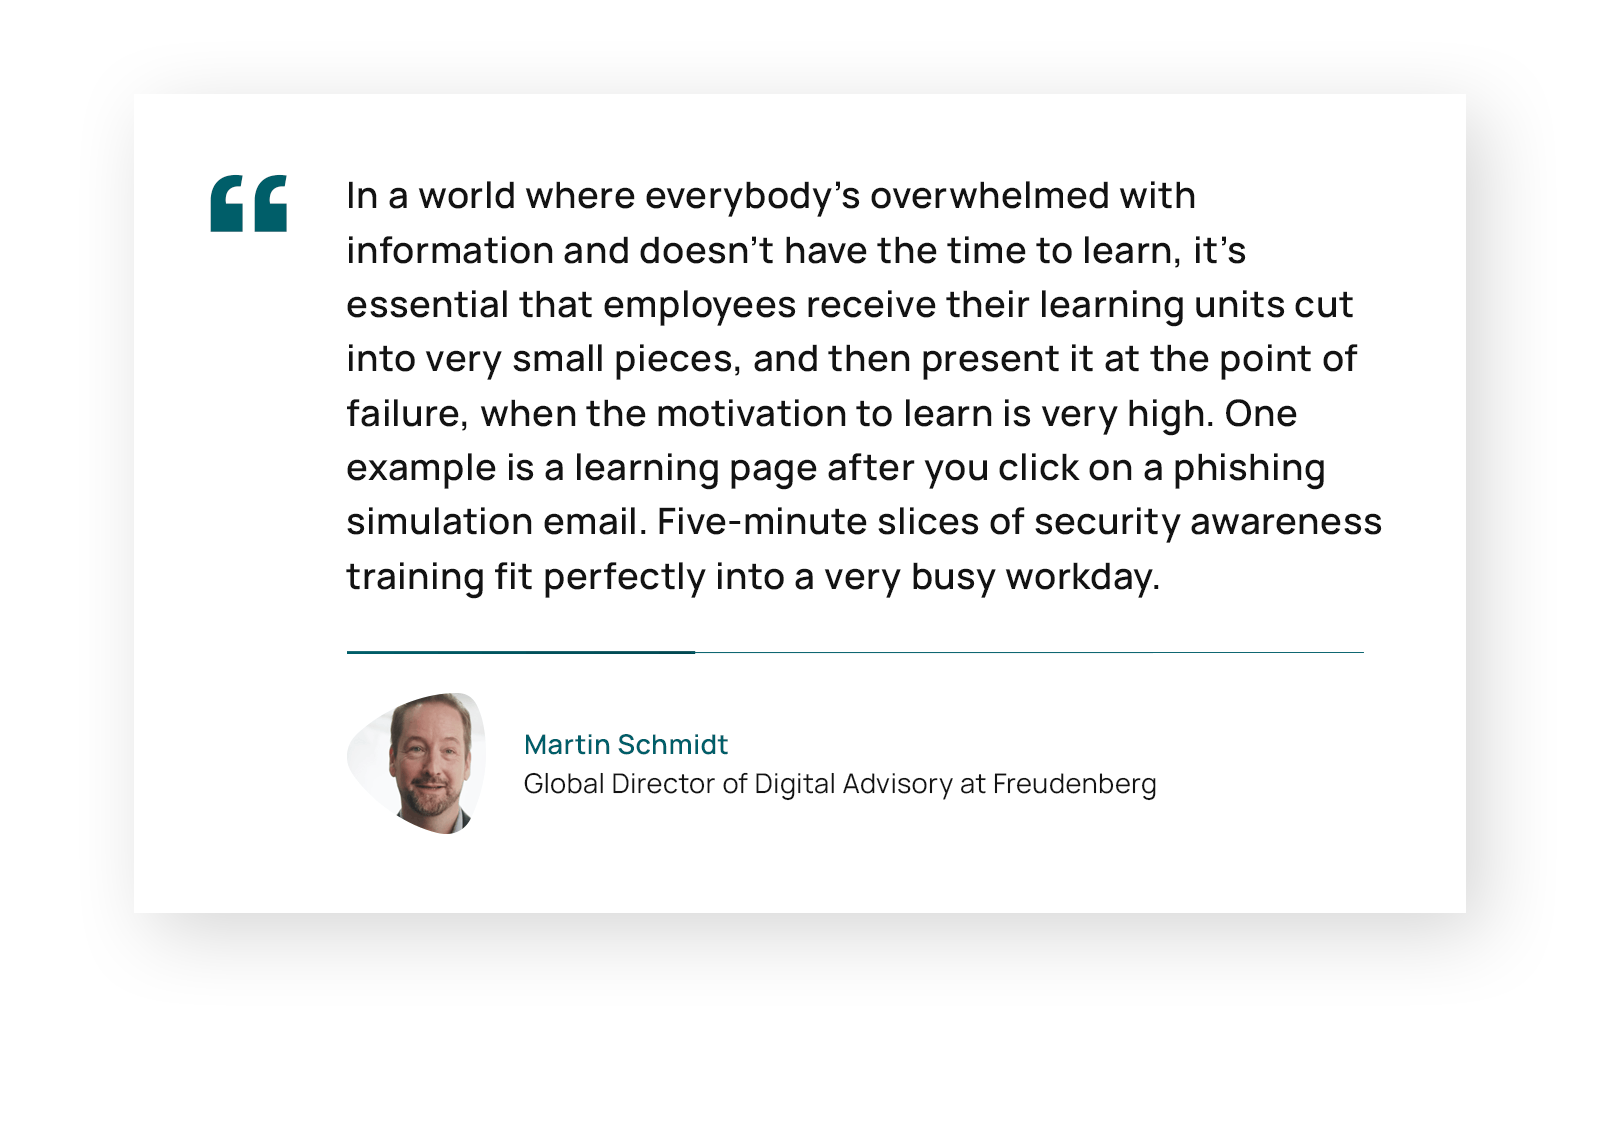 “
In a world where everybody’s overwhelmed with
information and doesn’t have the time to learn, it’s
essential that employees receive their learning units cut
into very small pieces, and then present it at the point of
failure, when the motivation to learn is very high. One
example is a learning page after you click on a phishing
simulation email. Five-minute slices of security awareness
training fit perfectly into a very busy workday.
Martin Schmidt
Global Director of Digital Advisory at Freudenberg